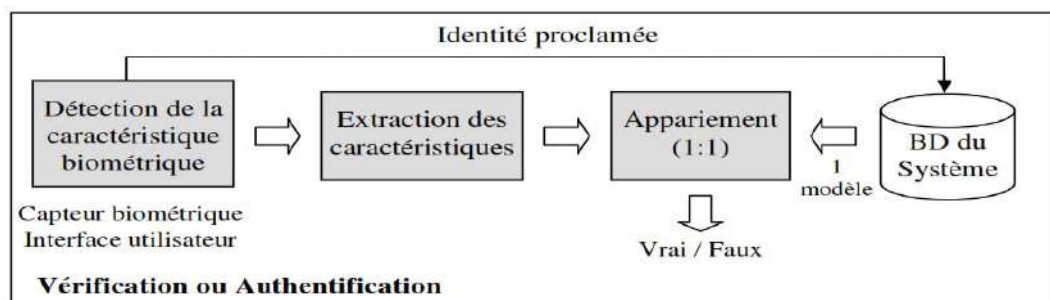 Identité proclamée
Détection de la
caractéristique
biométrique
Extraction des
caractéristiques
Appariement
(1:1)
BD du
Système
1
modèle
Capteur biométrique
Interface utilisateur
Vrai / Faux
Vérification ou Authentification